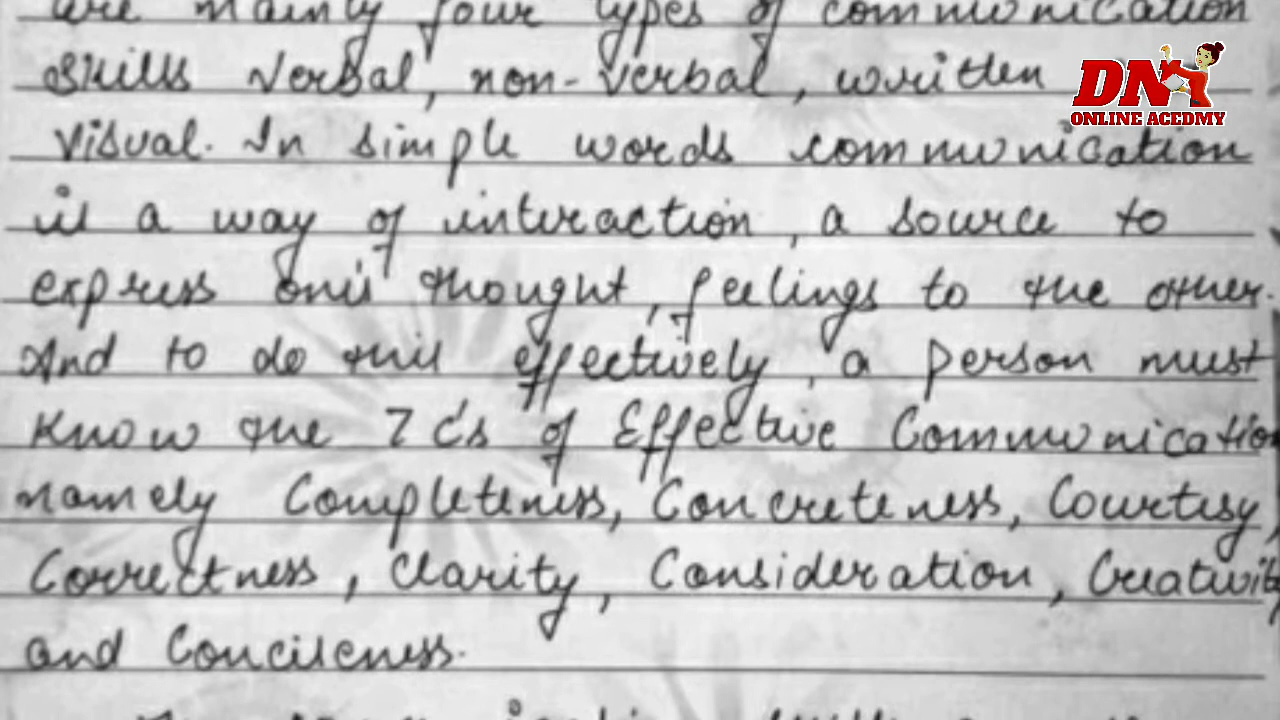 are mainly four types of communication
skills verbal, non-verbal, written
visual. In simple words communication
is a way of interaction, a source to
express one's thought, feelings to the other.
And to do this effectively, a person must
know the 7 C's of Effective Communication
namely Completeness, Concreteness, Courtesy,
Correctness, Clarity, Consideration, Creativity
and Conciseness.
DN
ONLINE ACEDMY